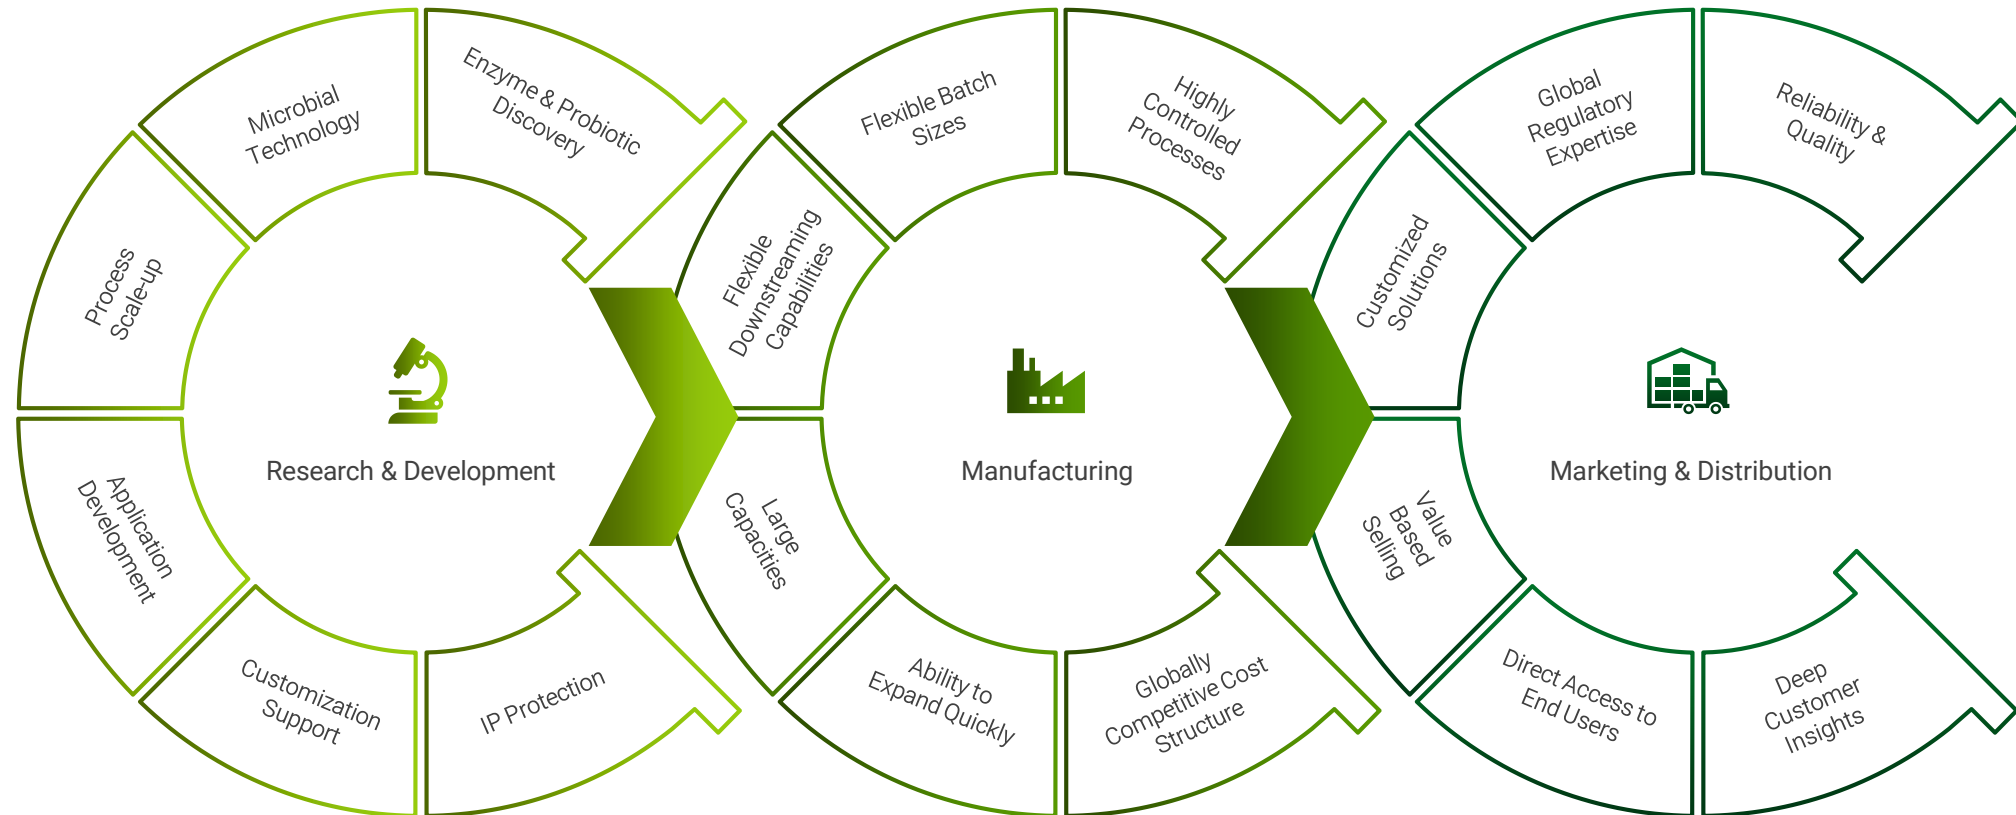 Enzyme & Probiotic
Discovery
Microbial
Technology
Process
Scale-up
Application
Development
Customization
Support
IP Protection
Research & Development
Highly
Controlled
Processes
Flexible Batch
Sizes
Flexible
Downstreaming
Capabilities
Large
Capacities
Ability to
Expand Quickly
Globally
Competitive Cost
Structure
Manufacturing
Reliability &
Quality
Global
Regulatory
Expertise
Customized
Solutions
Value
Based
Selling
Direct Access to
End Users
Deep
Customer
Insights
Marketing & Distribution